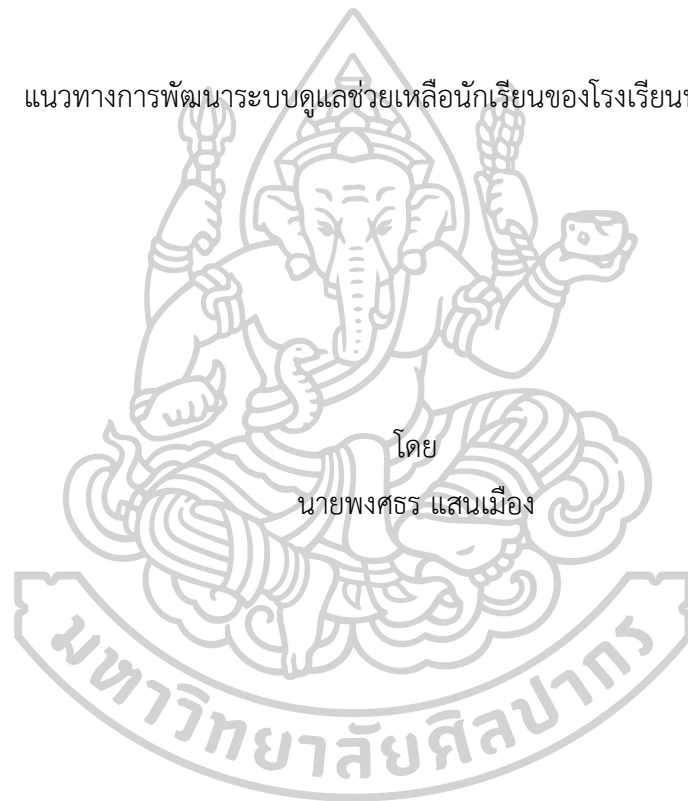 แนวทางการพัฒนาระบบดูแลช่วยเหลือนักเรียนของโรงเรียน
โดย
นายพงศธร แสนเมือง
มหาวิทยาลัยศิลปากร